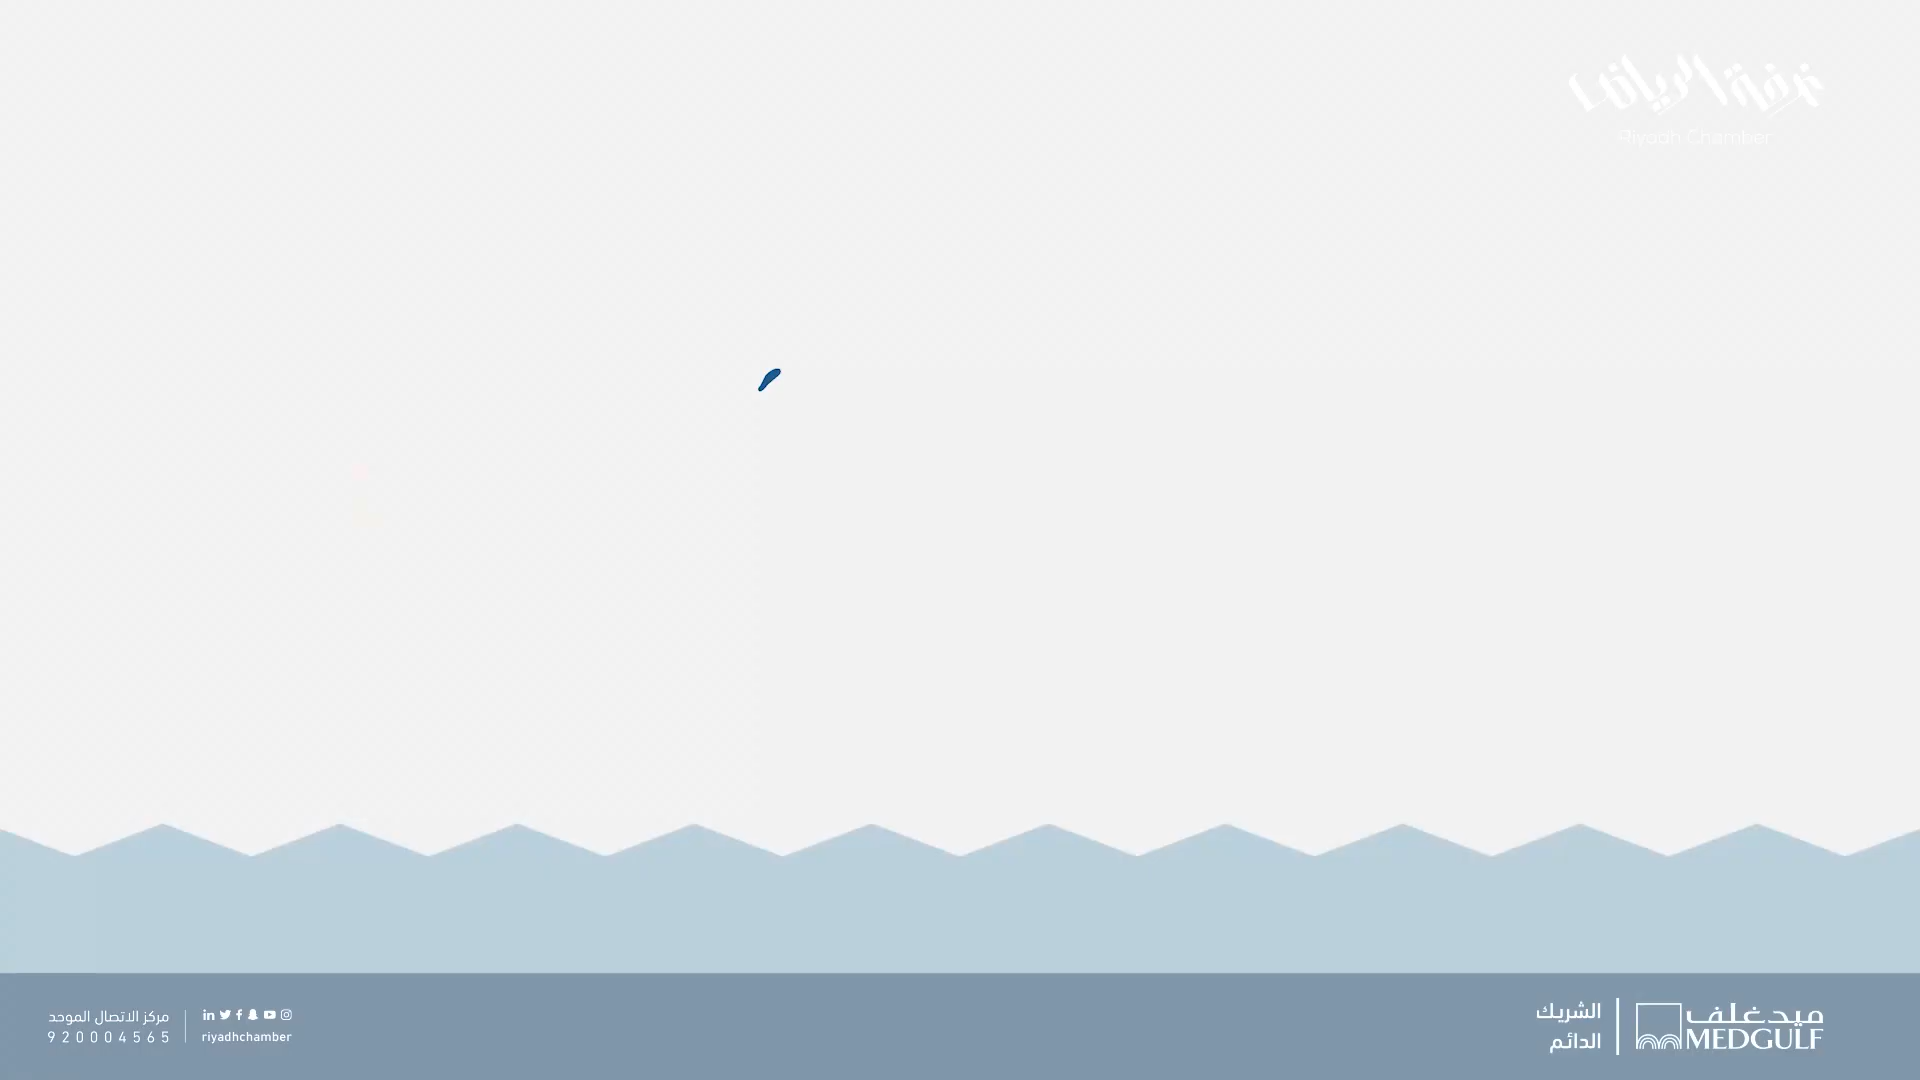 غرفة الرياض
Riyadh Chamber
مركز الاتصال الموحد
920004565
riyadhchamber
الشريك
الدائم
ميدغلف
MEDGULF